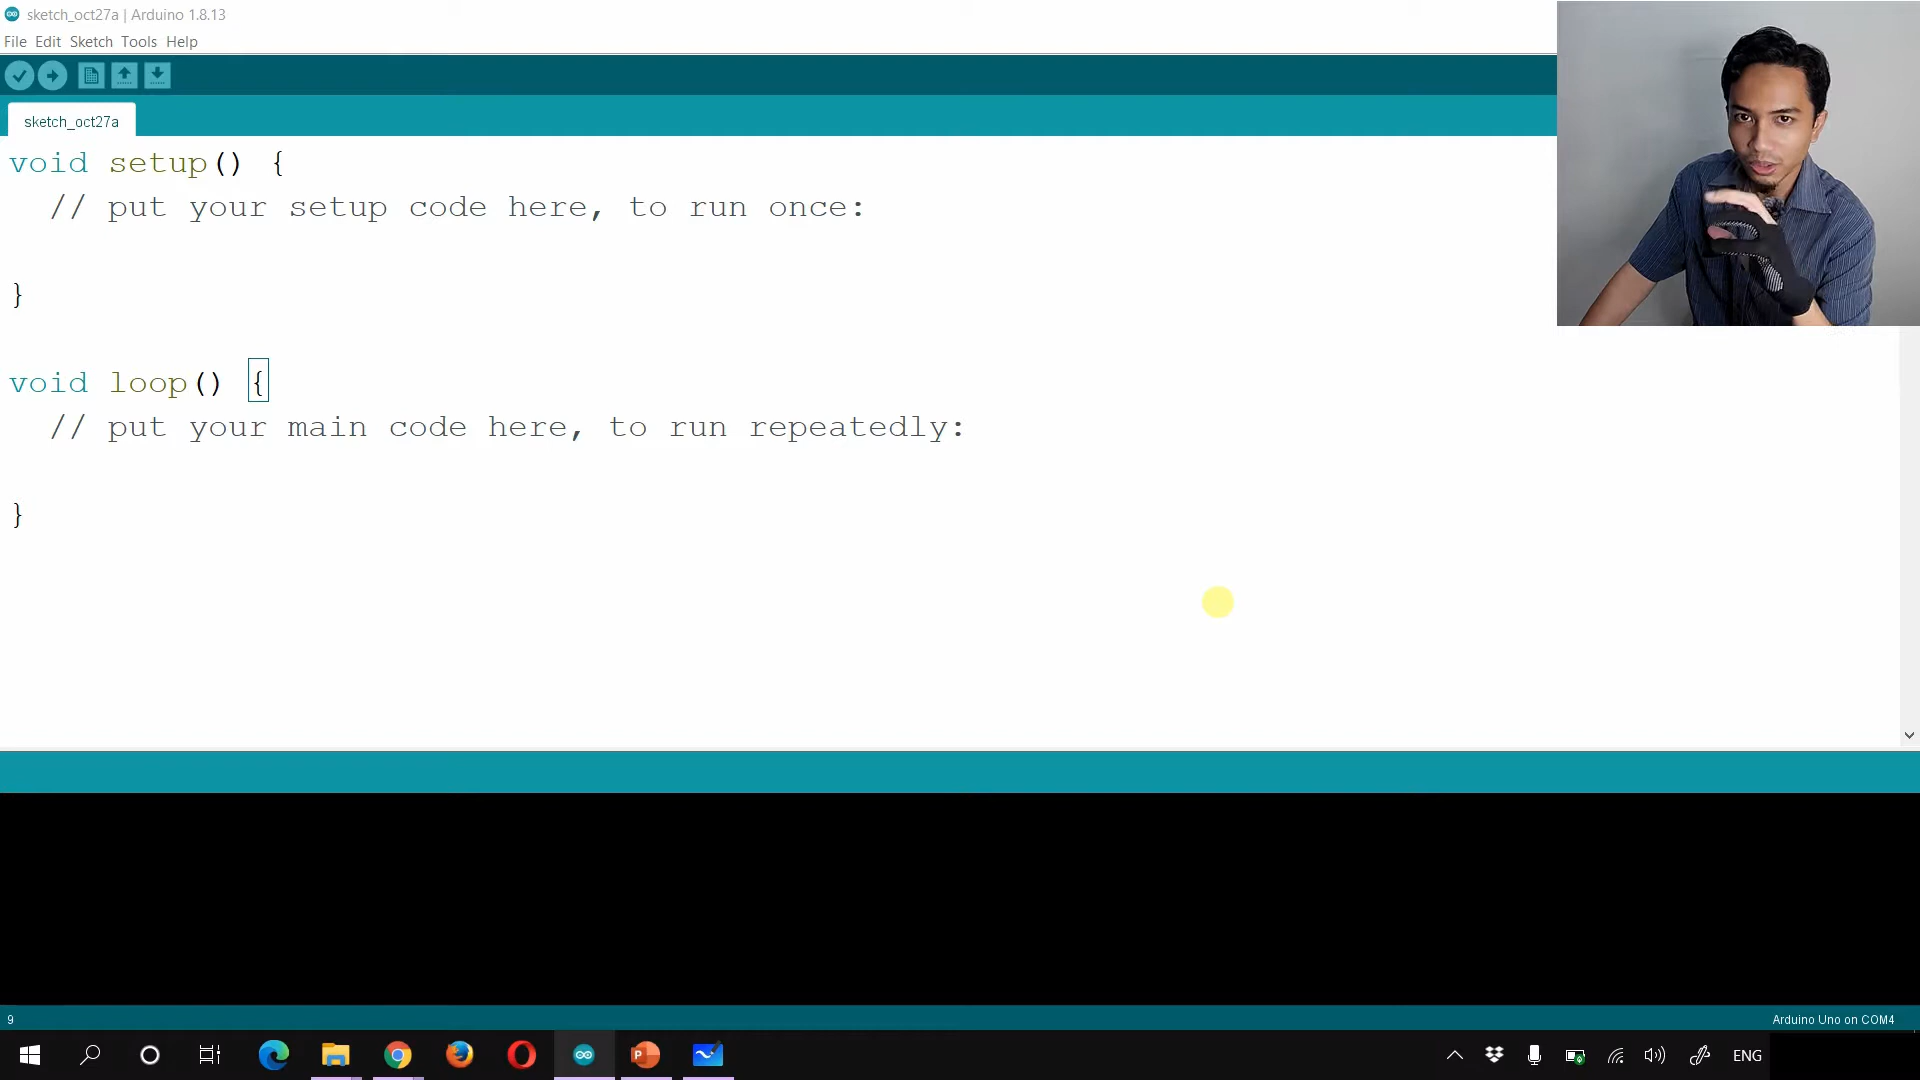 sketch_oct27a | Arduino 1.8.13
File Edit Sketch Tools Help
sketch_oct27a
void setup() {
// put your setup code here, to run once:
}
void loop() {
// put your main code here, to run repeatedly:
}
9
Arduino Uno on COM4
ENG